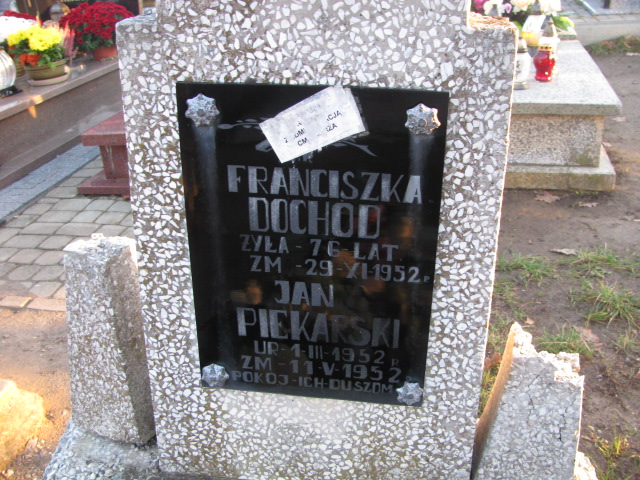 FRANCISZKA
DOCHÓD
ŻYŁA - 76 LAT
ZM - 29 - XI - 1952 R
JAN
PIEKARSKI
UR - 1 - III - 1952 R
ZM - 11 - V - 1952
POKÓJ - ICH - DUSZOM